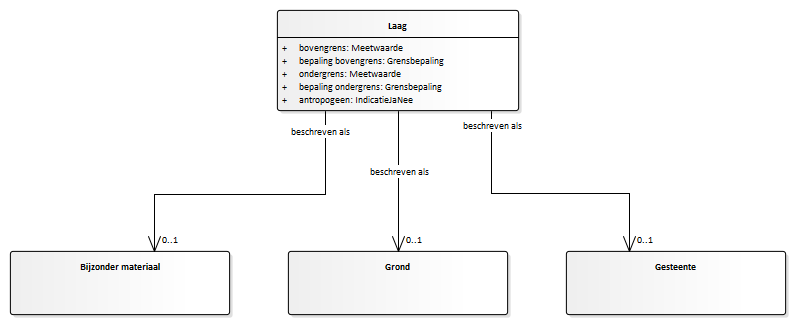 Laag
+ bovengrens: Meetwaarde
+ bepaling bovengrens: Grensbepaling
+ ondergrens: Meetwaarde
+ bepaling ondergrens: Grensbepaling
+ antropogeen: IndicatieJaNee
beschreven als
beschreven als
beschreven als
0..1
0..1
0..1
Bijzonder materiaal
Grond
Gesteente